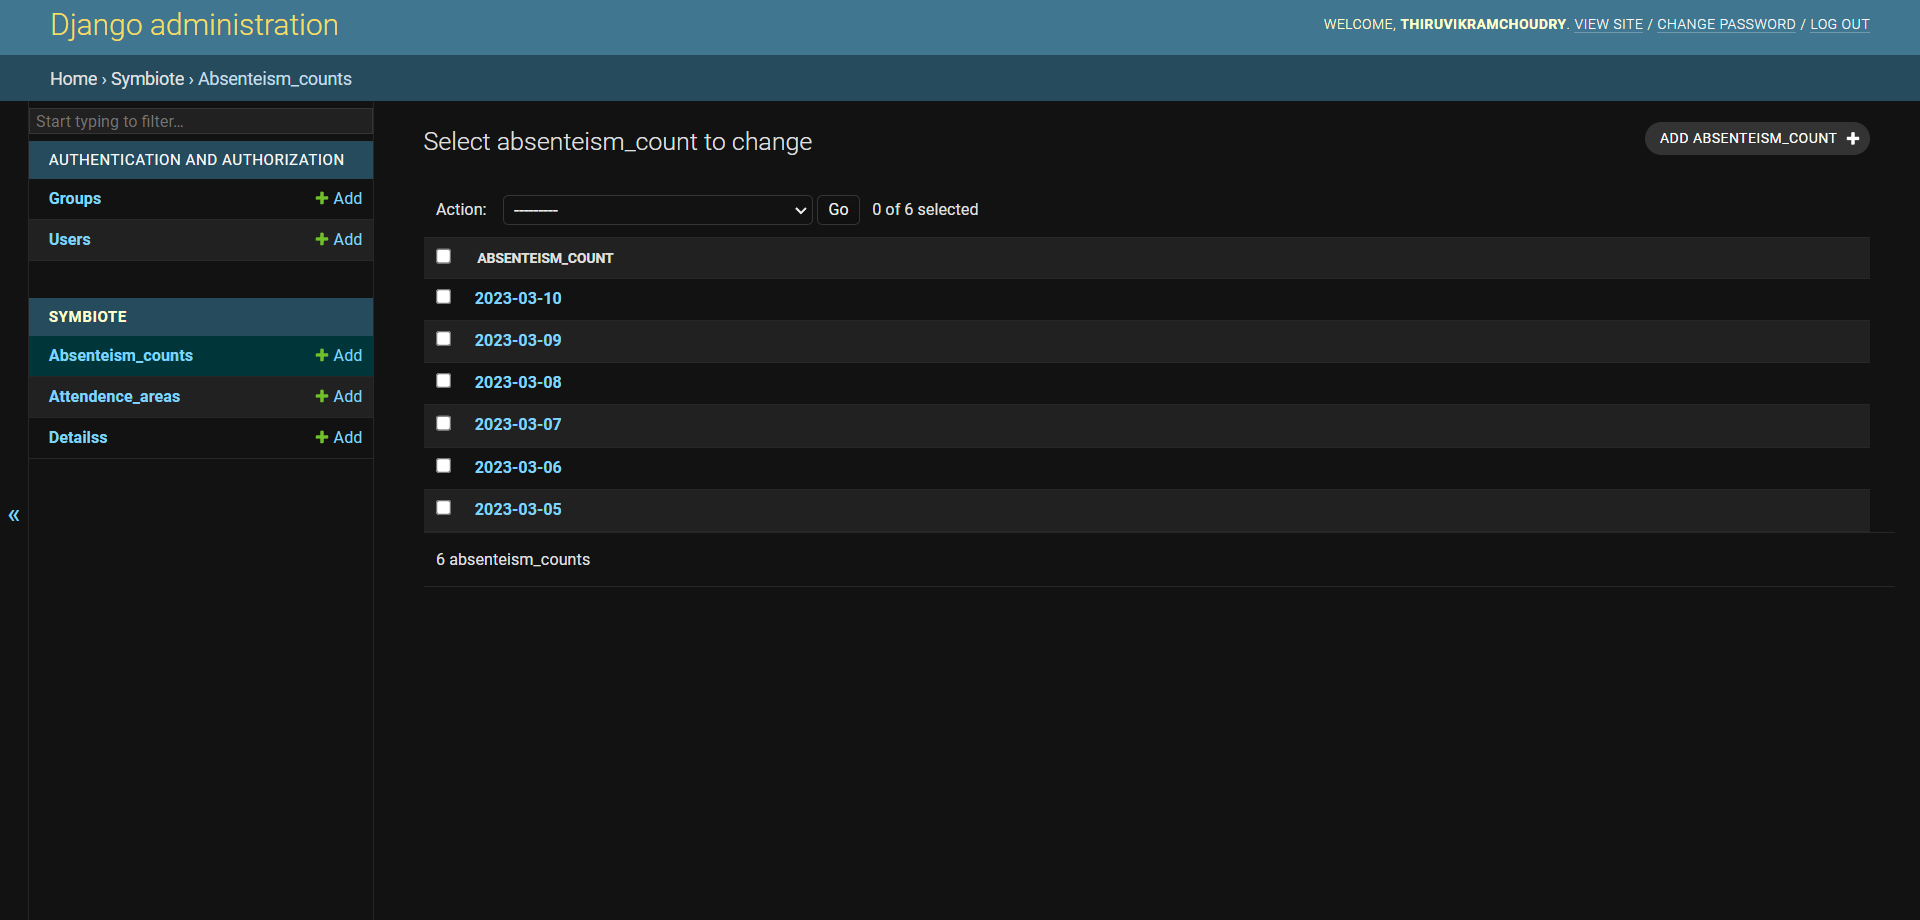 Django administration
WELCOME, THIRUVIKRAMCHOUDRY. VIEW SITE / CHANGE PASSWORD / LOG OUT
Home › Symbiote › Absenteism_counts
Start typing to filter...
AUTHENTICATION AND AUTHORIZATION
Groups + Add
Users + Add
SYMBIOTE
Absenteism_counts + Add
Attendence_areas + Add
Detailss + Add
«
Select absenteism_count to change
ADD ABSENTEISM_COUNT +
Action: --------- Go 0 of 6 selected
ABSENTEISM_COUNT
2023-03-10
2023-03-09
2023-03-08
2023-03-07
2023-03-06
2023-03-05
6 absenteism_counts